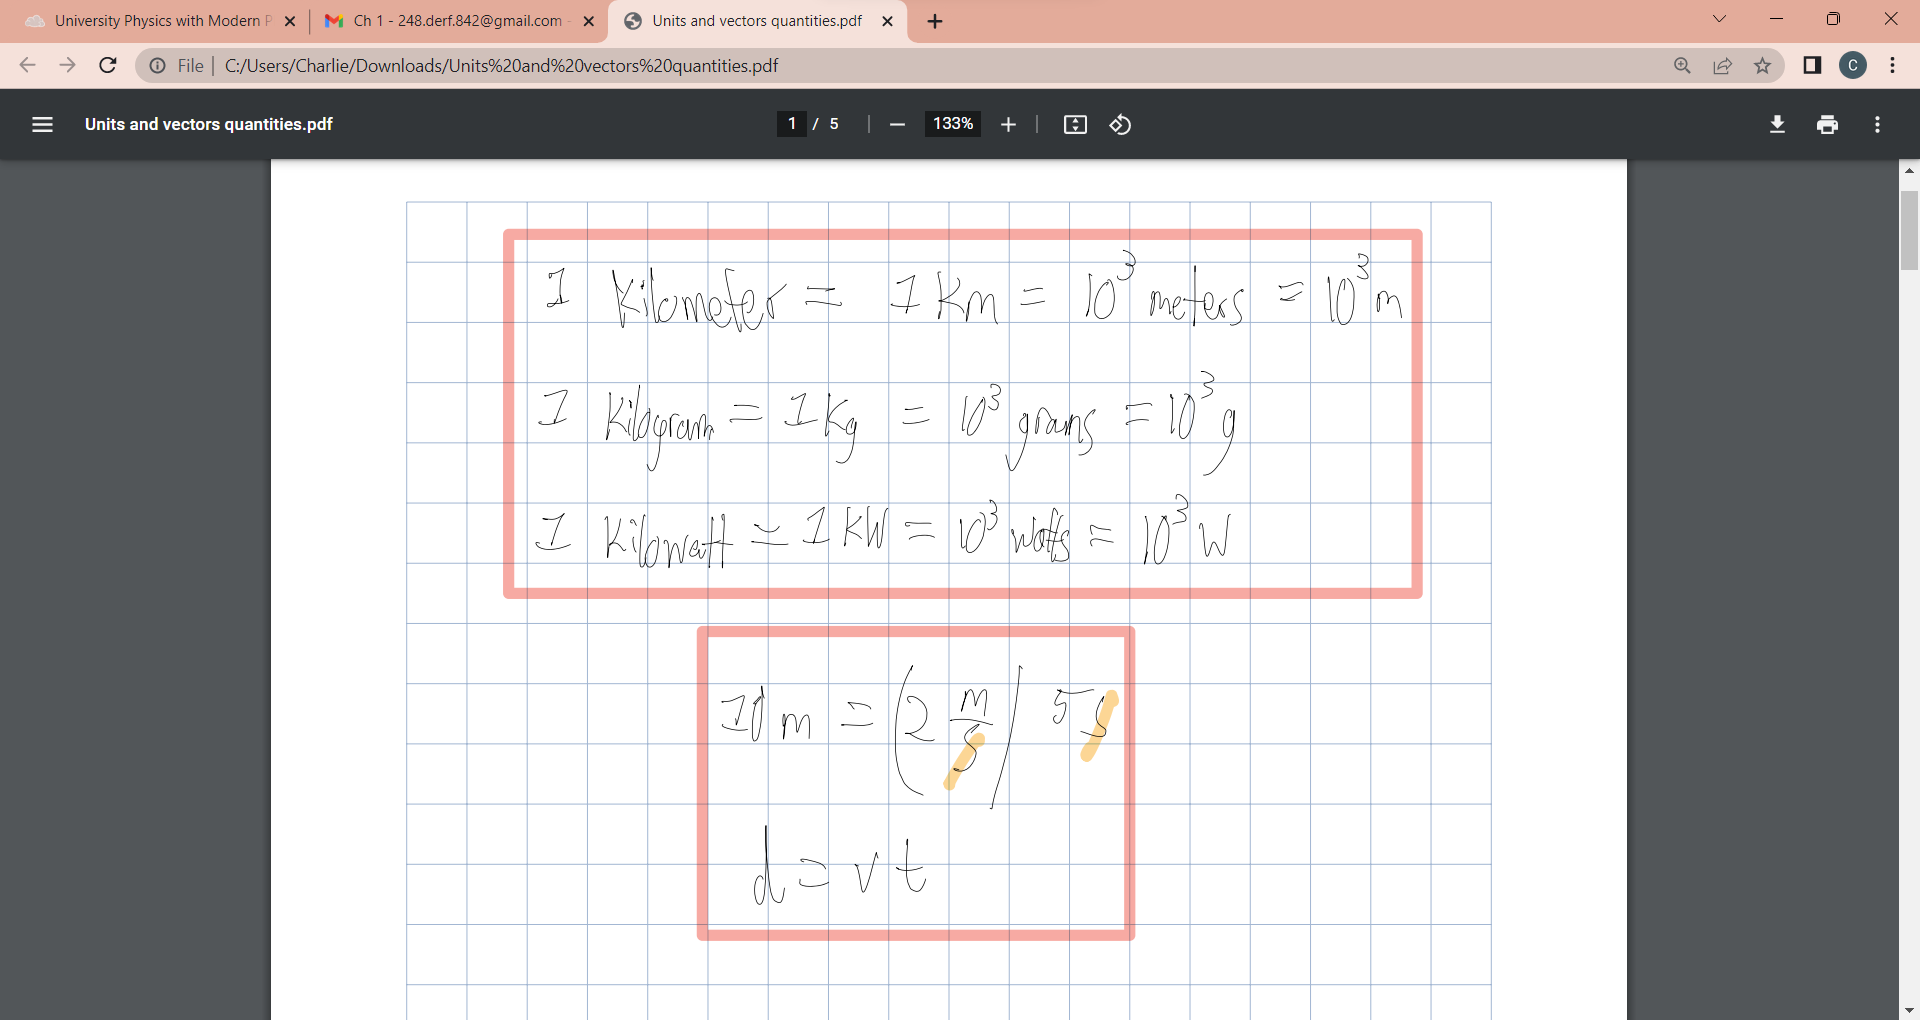 University Physics with Modern P
Ch 1 - 248.derf.842@gmail.com -
Units and vectors quantities.pdf
File | C:/Users/Charlie/Downloads/Units%20and%20vectors%20quantities.pdf
C
Units and vectors quantities.pdf
1 / 5
133%
1 Kilometer = 1 Km = 10³ meters = 10³ m
1 Kilogram = 1 Kg = 10³ grams = 10³ g
1 Kilowatt = 1 KW = 10³ watts = 10³ W
10 m = (2 m/s) 5s
d = v t